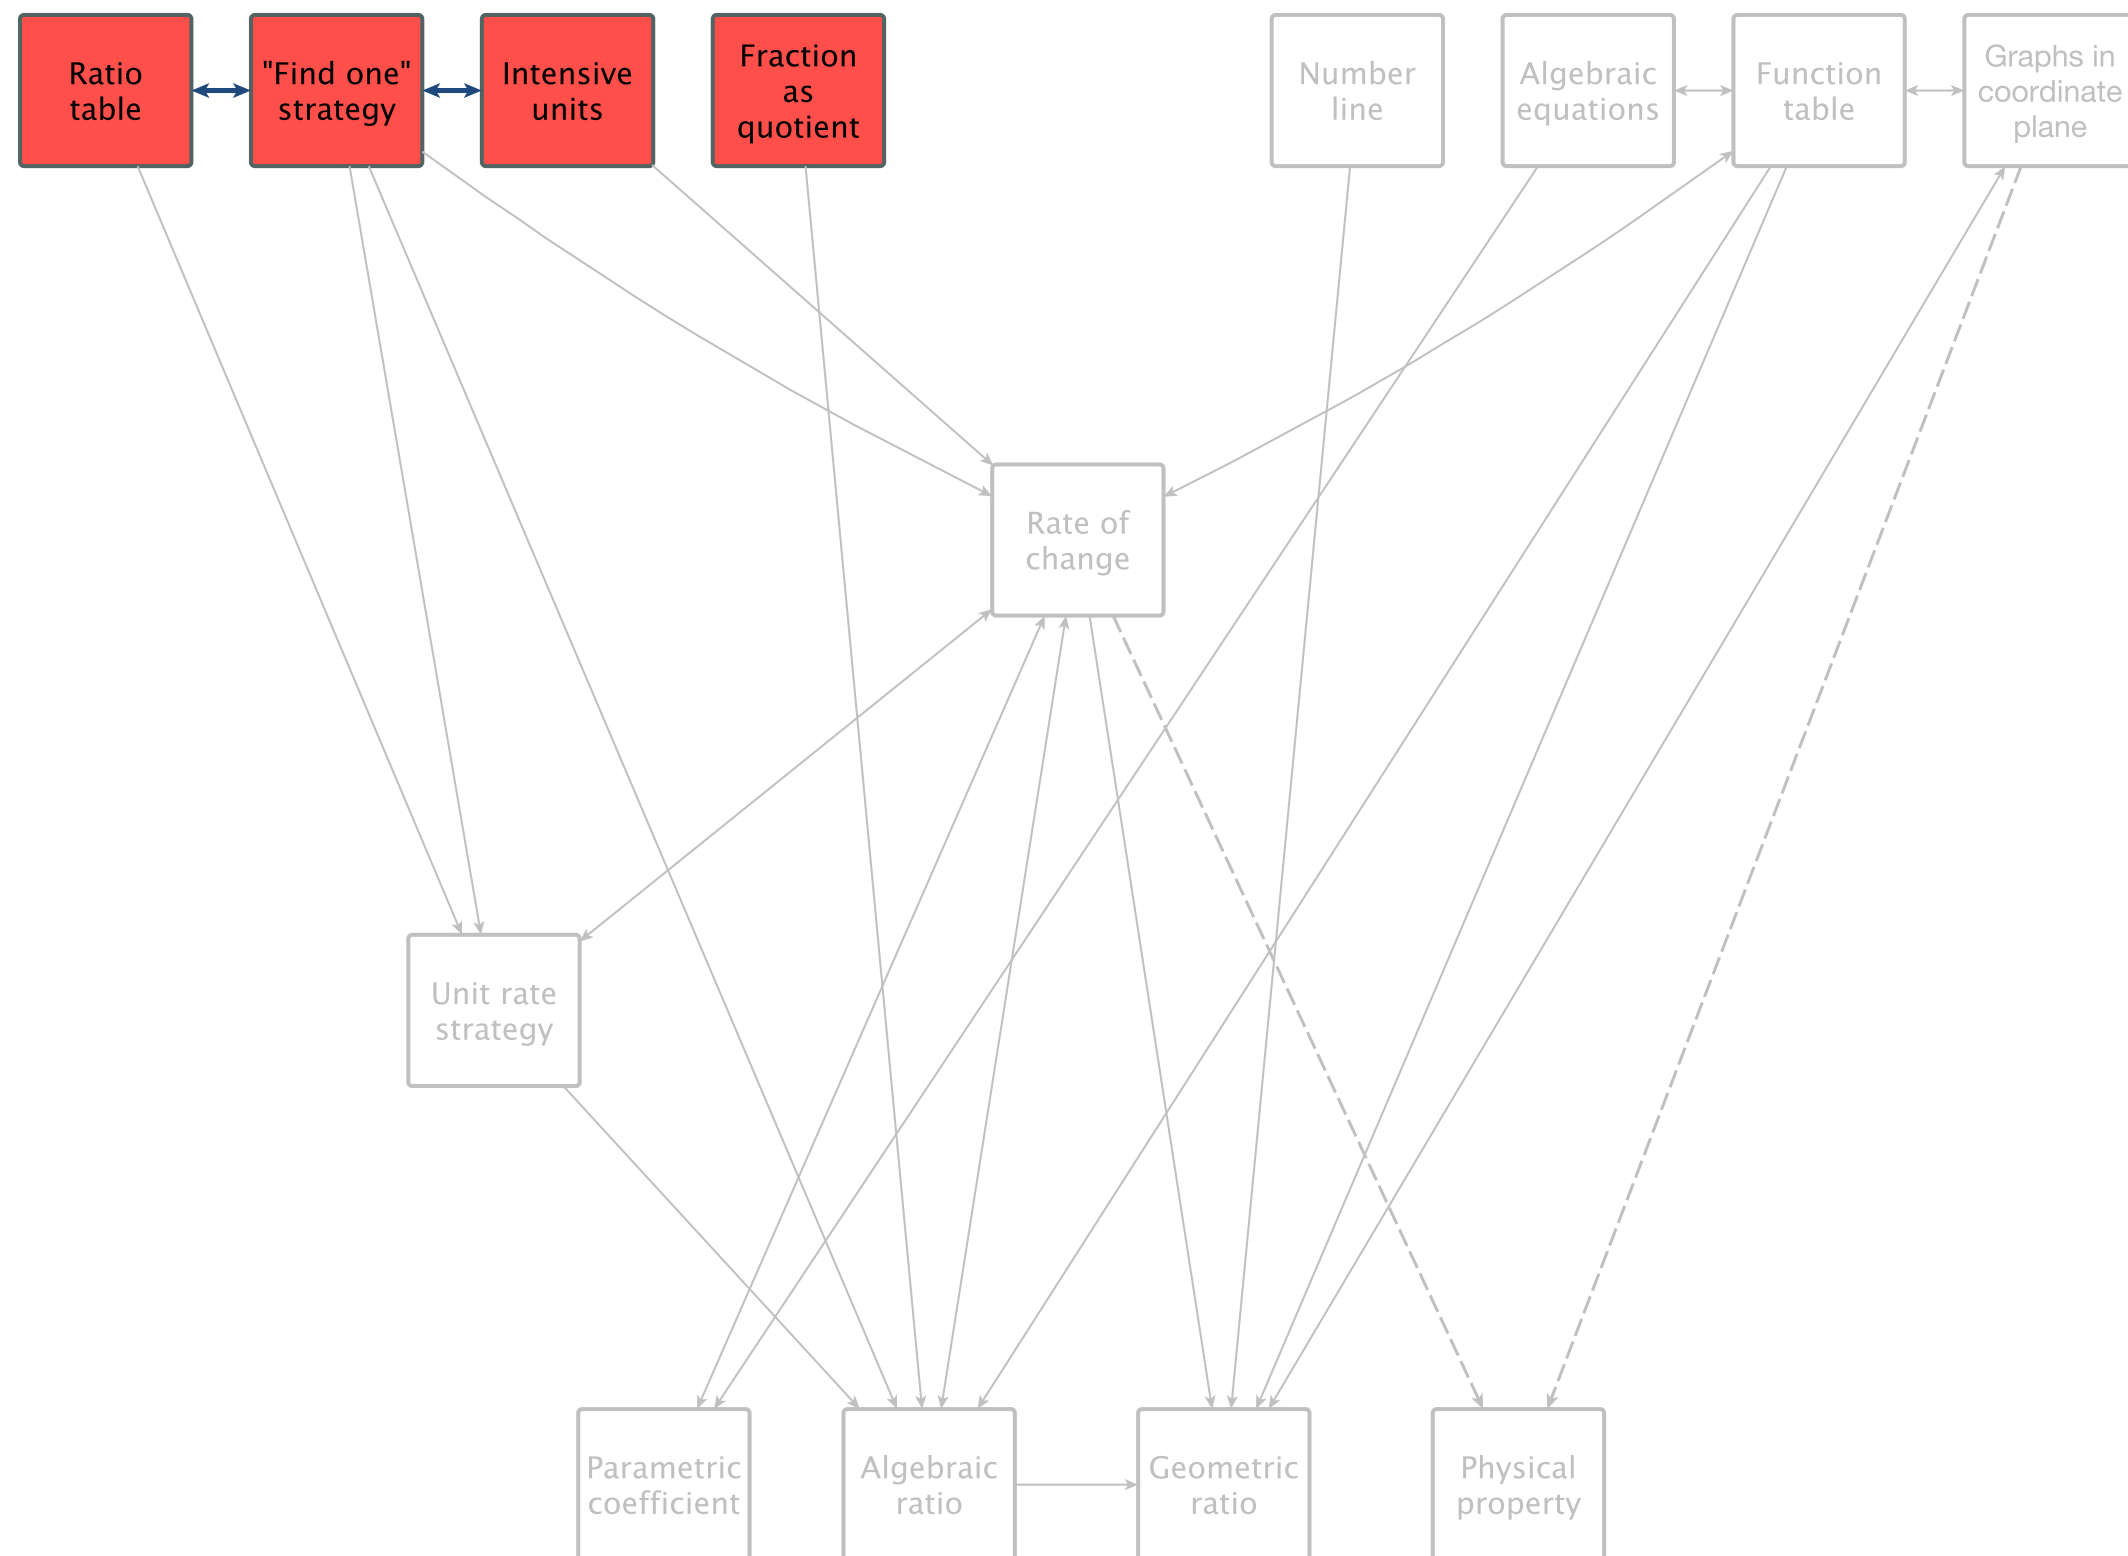 Ratio
table
"Find one"
strategy
Intensive
units
Fraction
as
quotient
Number
line
Algebraic
equations
Function
table
Graphs in
coordinate
plane
Rate of
change
Unit rate
strategy
Parametric
coefficient
Algebraic
ratio
Geometric
ratio
Physical
property